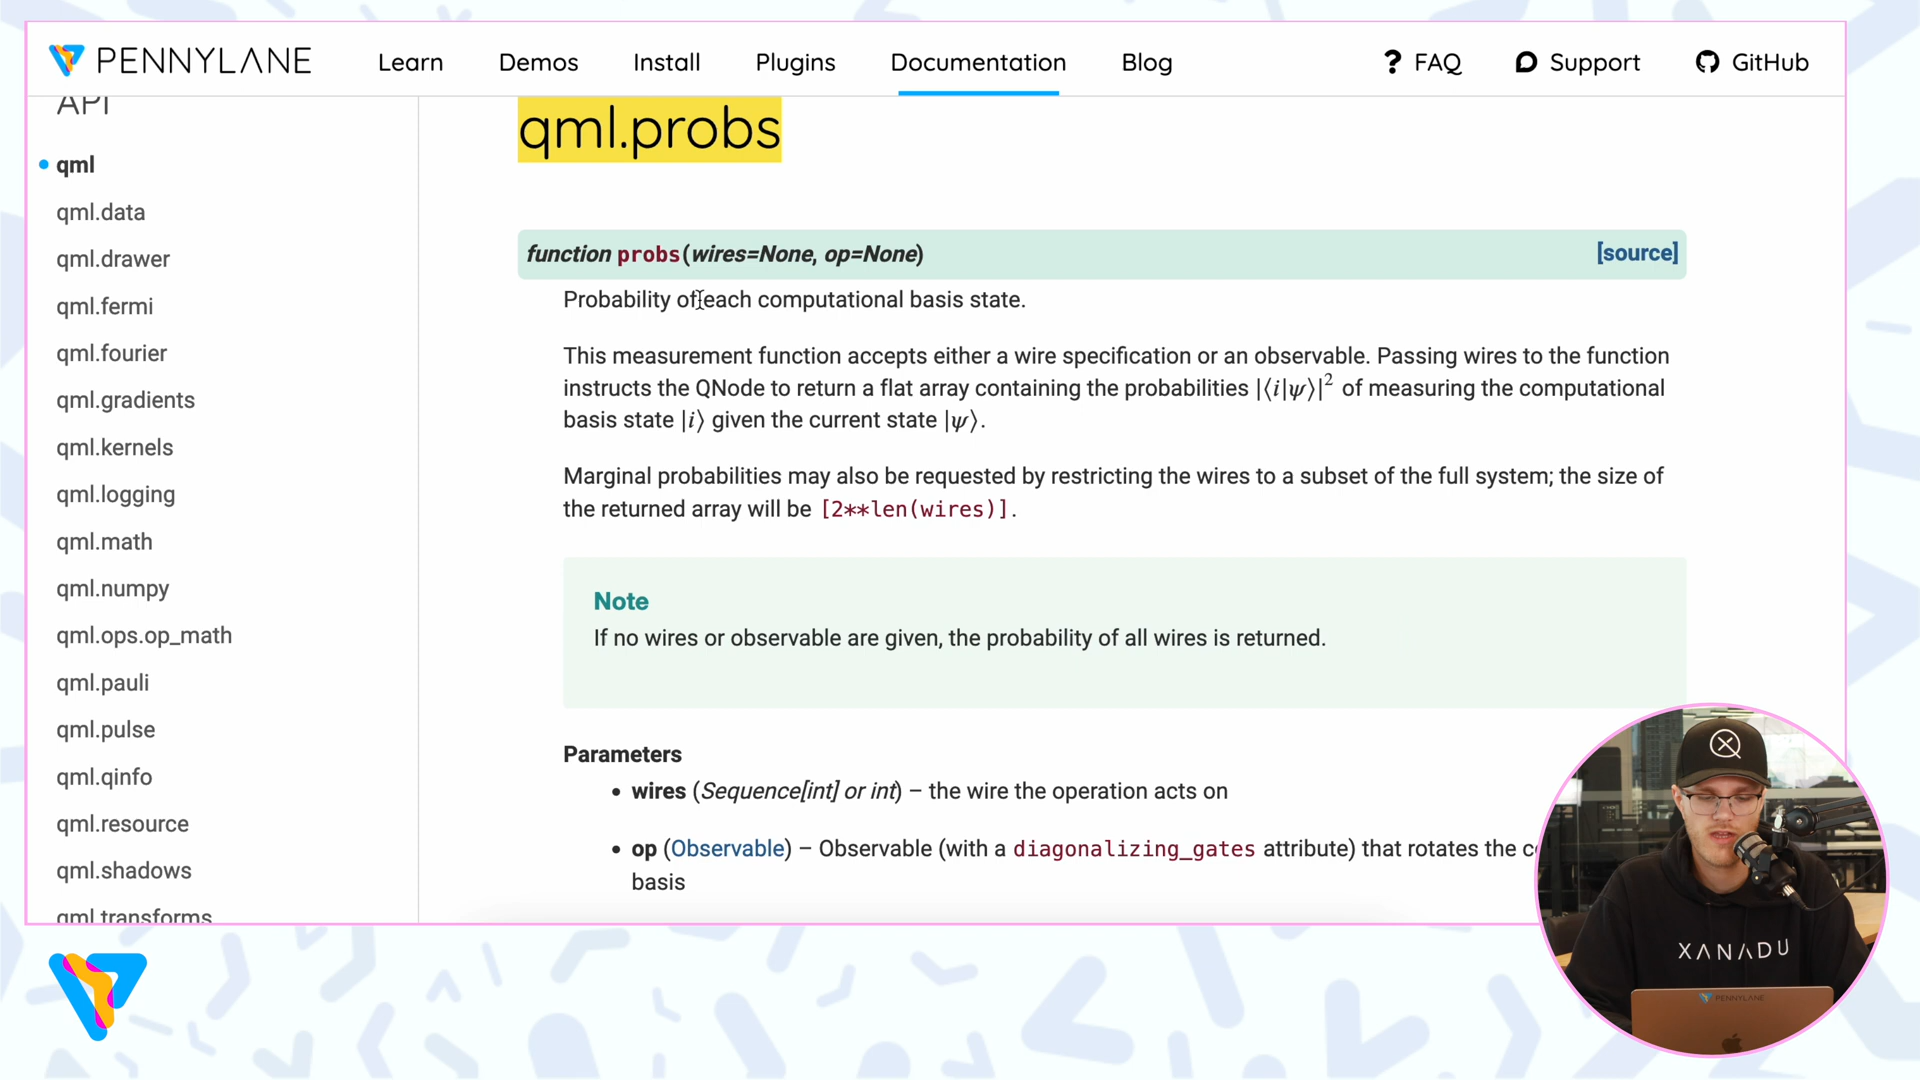 PENNYLANE
Learn
Demos
Install
Plugins
Documentation
Blog
? FAQ
Support
GitHub
API
qml
qml.data
qml.drawer
qml.fermi
qml.fourier
qml.gradients
qml.kernels
qml.logging
qml.math
qml.numpy
qml.ops.op_math
qml.pauli
qml.pulse
qml.qinfo
qml.resource
qml.shadows
qml.transforms
qml.probs
function probs(wires=None, op=None)
[source]
Probability of each computational basis state.
This measurement function accepts either a wire specification or an observable. Passing wires to the function
instructs the QNode to return a flat array containing the probabilities |⟨i|ψ⟩|² of measuring the computational
basis state |i⟩ given the current state |ψ⟩.
Marginal probabilities may also be requested by restricting the wires to a subset of the full system; the size of
the returned array will be [2**len(wires)].
Note
If no wires or observable are given, the probability of all wires is returned.
Parameters
• wires (Sequence[int] or int) – the wire the operation acts on
• op (Observable) – Observable (with a diagonalizing_gates attribute) that rotates the
basis
XANADU
PENNYLANE